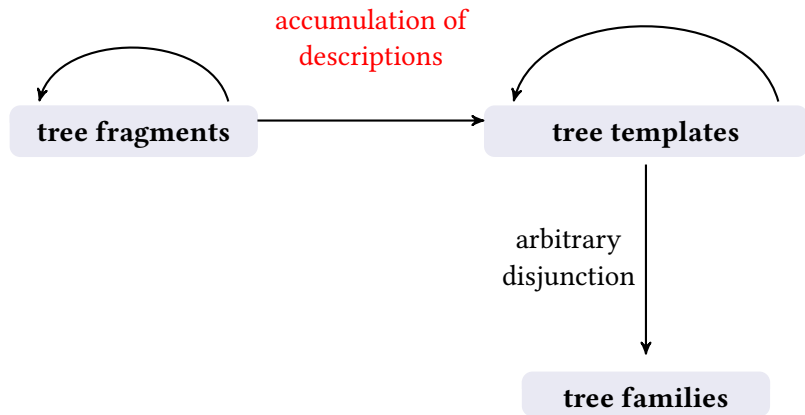 accumulation of
descriptions
tree fragments
tree templates
arbitrary
disjunction
tree families